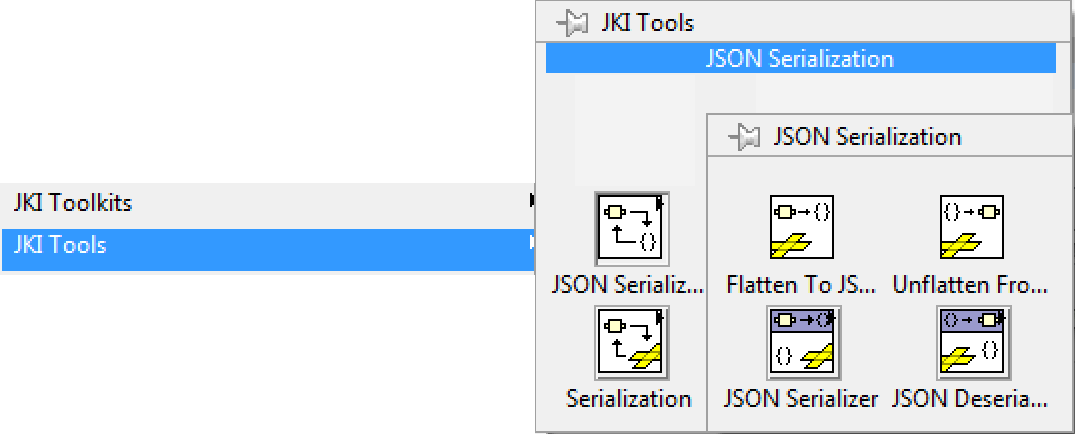 JKI Toolkits
JKI Tools
JKI Tools
JSON Serialization
JSON Serializ...
Serialization
JSON Serialization
Flatten To JS... Unflatten Fro...
JSON Serializer JSON Deseria...